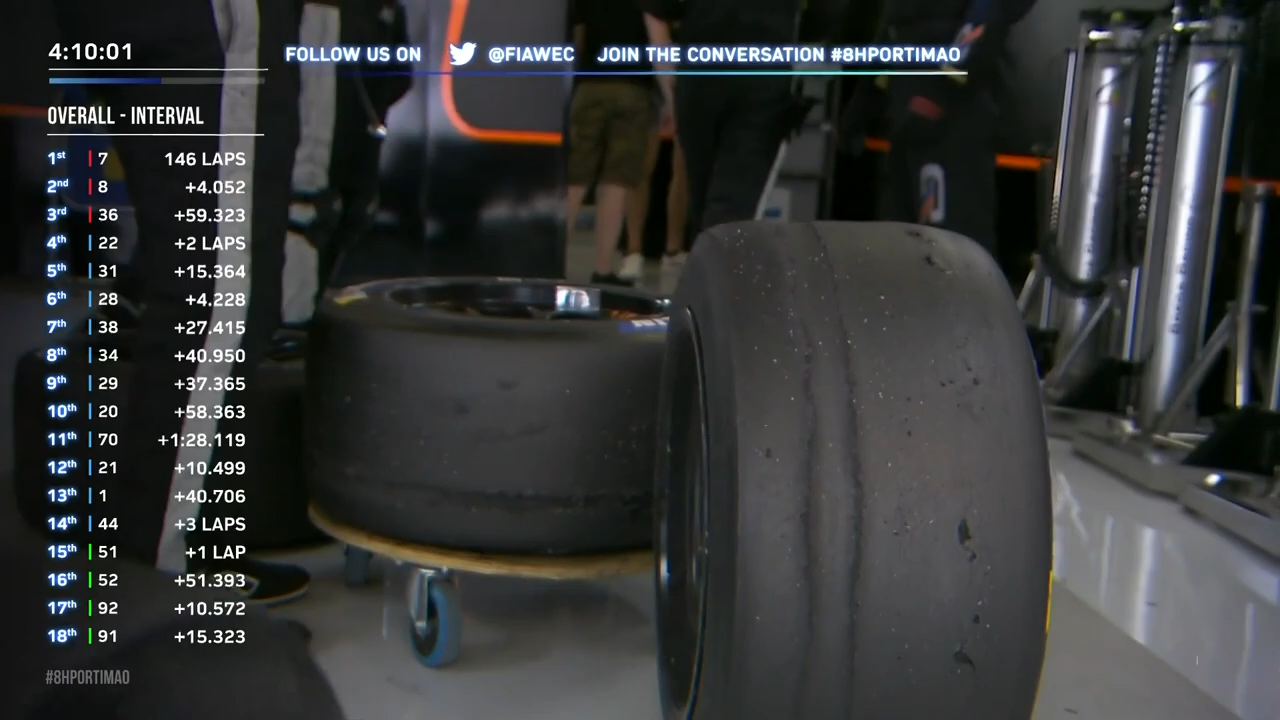 4:10:01
FOLLOW US ON @FIAWEC JOIN THE CONVERSATION #8HPORTIMAO
OVERALL - INTERVAL
1st 7 146 LAPS
2nd 8 +4.052
3rd 36 +59.323
4th 22 +2 LAPS
5th 31 +15.364
6th 28 +4.228
7th 38 +27.415
8th 34 +40.950
9th 29 +37.365
10th 20 +58.363
11th 70 +1:28.119
12th 21 +10.499
13th 1 +40.706
14th 44 +3 LAPS
15th 51 +1 LAP
16th 52 +51.393
17th 92 +10.572
18th 91 +15.323
#8HPORTIMAO